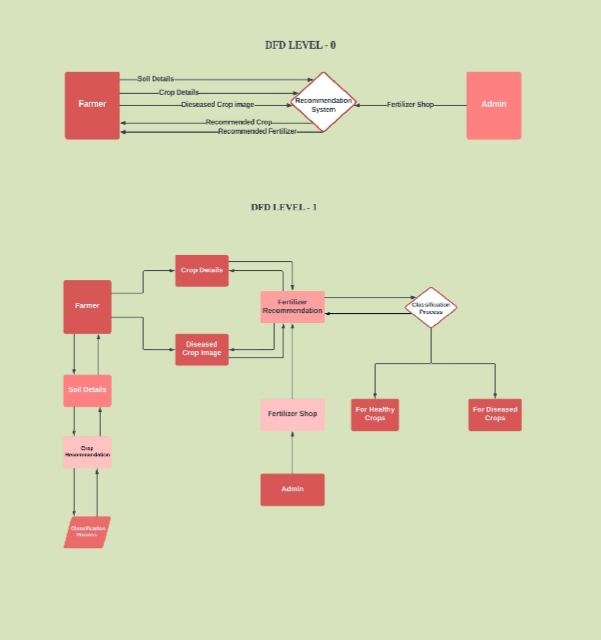 DFD LEVEL - 0
Soil Details
Crop Details
Farmer
Dieseased Crop image
Recommendation
System
Fertilizer Shop
Admin
Recommended Crop
Recommended Fertilizer
DFD LEVEL - 1
Crop Details
Farmer
Fertilizer
Recommendation
Classification
Process
Diseased
Crop Image
Soil Details
Fertilizer Shop
For Healthy
Crops
For Diseased
Crops
Crop
Recommendation
Admin
Classification
Process